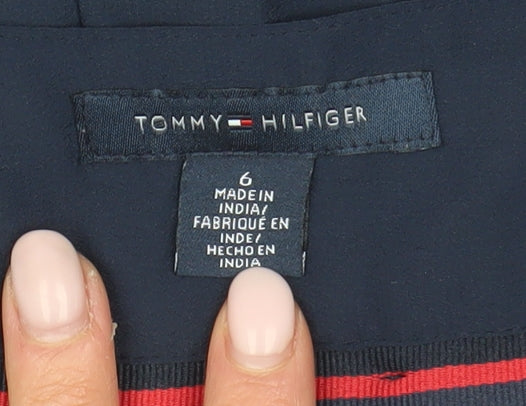 TOMMY HILFIGER
6
MADE IN
INDIA/
FABRIQUÉ EN
INDE/
HECHO EN
INDIA